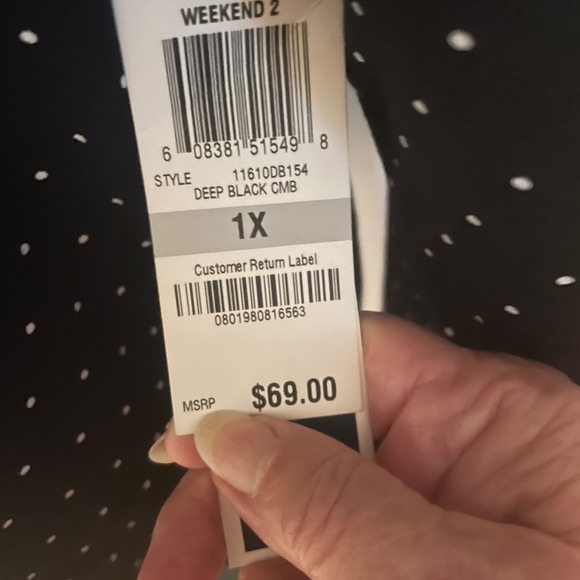 WEEKEND 2
6 08381 51549 8
STYLE 11610DB154
DEEP BLACK CMB
1X
Customer Return Label
0801980816563
MSRP $69.00